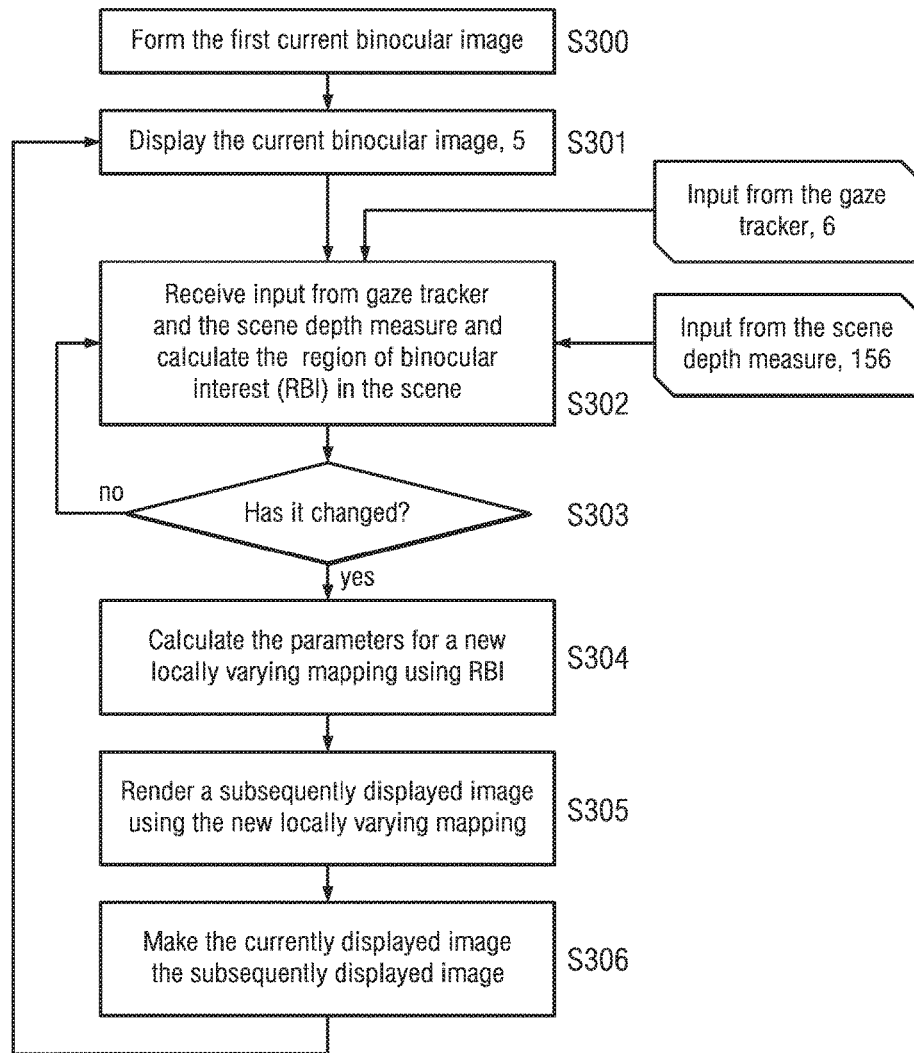 Form the first current binocular image
S300
Display the current binocular image, 5
S301
Input from the gaze
tracker, 6
Receive input from gaze tracker
and the scene depth measure and
calculate the region of binocular
interest (RBI) in the scene
S302
Input from the scene
depth measure, 156
no
Has it changed?
S303
yes
Calculate the parameters for a new
locally varying mapping using RBI
S304
Render a subsequently displayed image
using the new locally varying mapping
S305
Make the currently displayed image
the subsequently displayed image
S306